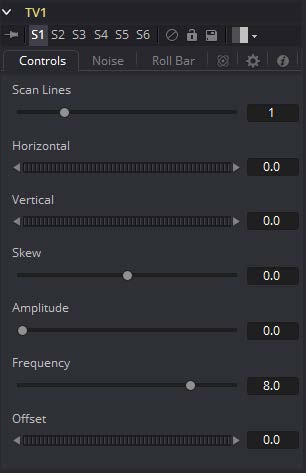 TV1
S1 S2 S3 S4 S5 S6
Controls Noise Roll Bar
Scan Lines
1
Horizontal
0.0
Vertical
0.0
Skew
0.0
Amplitude
0.0
Frequency
8.0
Offset
0.0